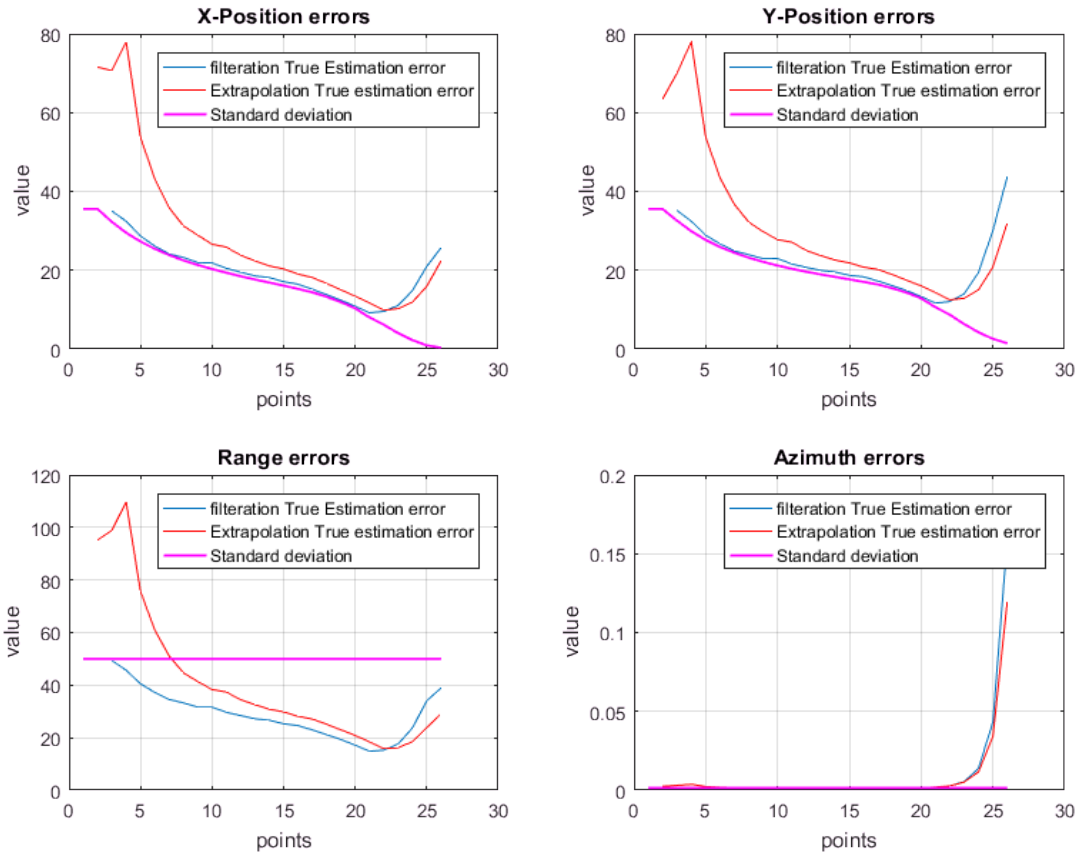 X-Position errors
80
60
40
20
0
value
filteration True Estimation error
Extrapolation True estimation error
Standard deviation
0 5 10 15 20 25 30
points
Y-Position errors
80
60
40
20
0
value
filteration True Estimation error
Extrapolation True estimation error
Standard deviation
0 5 10 15 20 25 30
points
Range errors
120
100
80
60
40
20
0
value
filteration True Estimation error
Extrapolation True estimation error
Standard deviation
0 5 10 15 20 25 30
points
Azimuth errors
0.2
0.15
0.1
0.05
0
value
filteration True Estimation error
Extrapolation True estimation error
Standard deviation
0 5 10 15 20 25 30
points